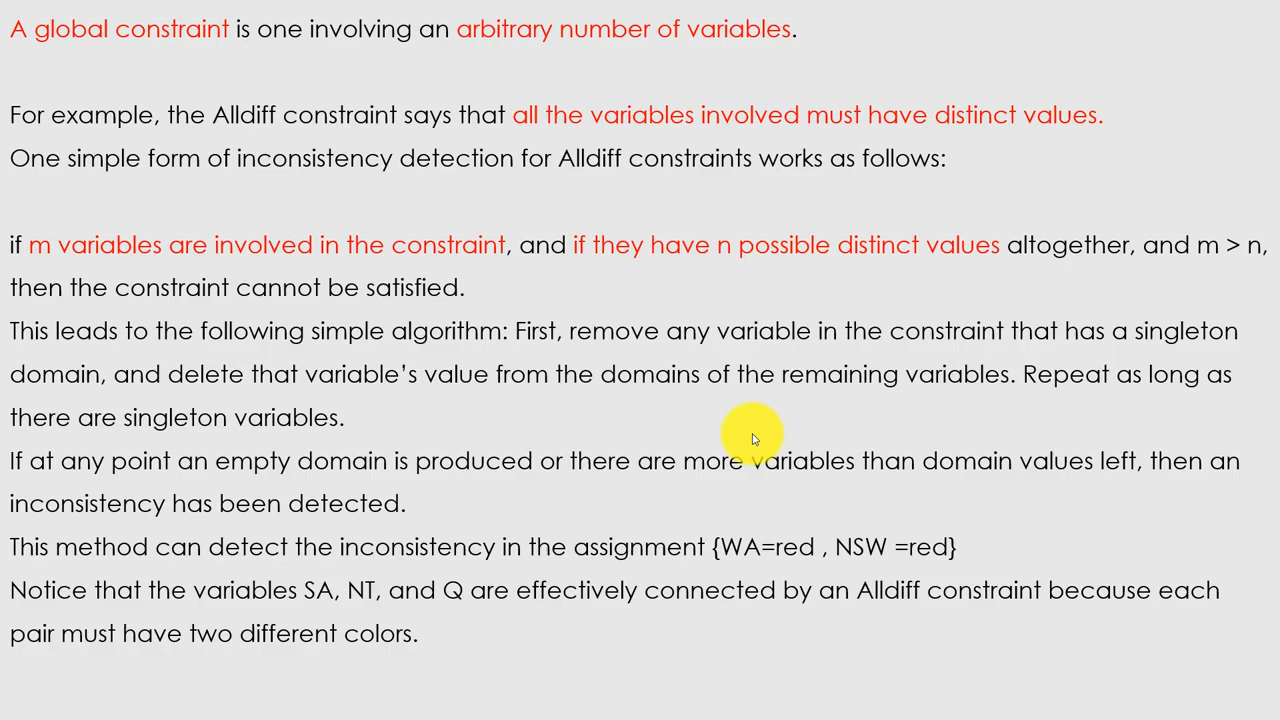 A global constraint is one involving an arbitrary number of variables.
For example, the Alldiff constraint says that all the variables involved must have distinct values.
One simple form of inconsistency detection for Alldiff constraints works as follows:
if m variables are involved in the constraint, and if they have n possible distinct values altogether, and m > n,
then the constraint cannot be satisfied.
This leads to the following simple algorithm: First, remove any variable in the constraint that has a singleton
domain, and delete that variable’s value from the domains of the remaining variables. Repeat as long as
there are singleton variables.
If at any point an empty domain is produced or there are more variables than domain values left, then an
inconsistency has been detected.
This method can detect the inconsistency in the assignment {WA=red , NSW =red}
Notice that the variables SA, NT, and Q are effectively connected by an Alldiff constraint because each
pair must have two different colors.